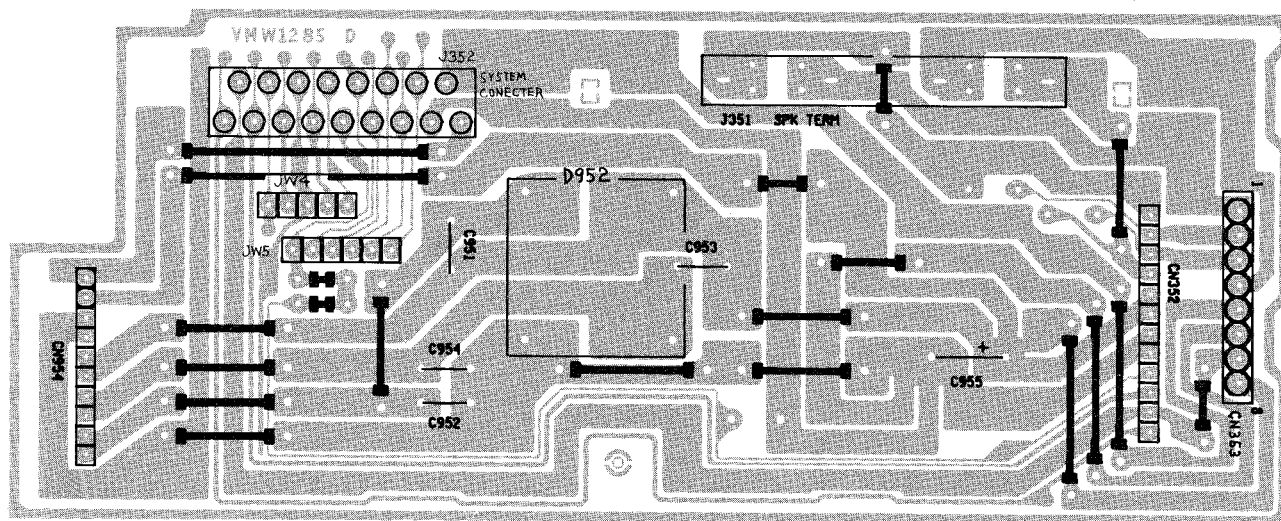 VMW1285 D
J352
SYSTEM
CONECTER
J351 SPK TERM
JW4
D952
1
C951
JW5
C953
CN352
CN954
C954
+
C955
C952
8
CN353